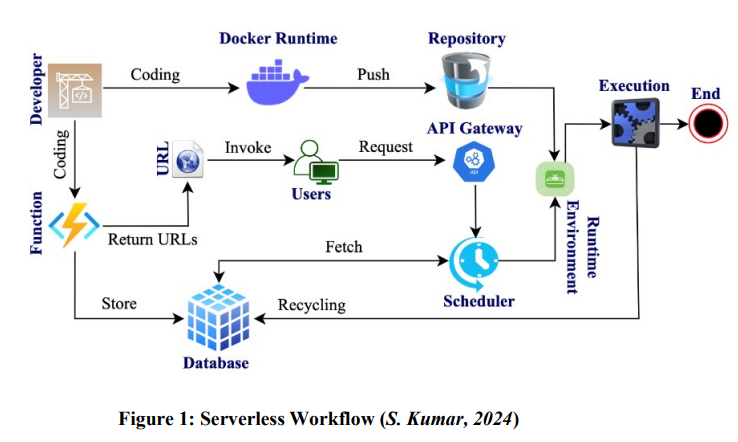 Docker Runtime
Repository
Developer
Coding
Push
Execution
End
API Gateway
Coding
URL
Invoke
Users
Request
API
Function
Return URLs
Runtime
Environment
Fetch
Scheduler
Store
Recycling
Database
Figure 1: Serverless Workflow (S. Kumar, 2024)